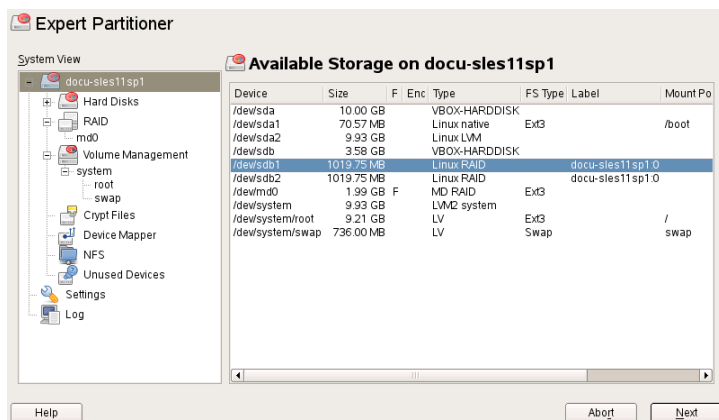 Expert Partitioner
System View
docu-sles11sp1
Hard Disks
RAID
md0
Volume Management
system
root
swap
Crypt Files
Device Mapper
NFS
Unused Devices
Settings
Log
Available Storage on docu-sles11sp1
Device Size F Enc Type FS Type Label Mount Po
/dev/sda 10.00 GB VBOX-HARDDISK
/dev/sda1 70.57 MB Linux native Ext3 /boot
/dev/sda2 9.93 GB Linux LVM
/dev/sdb 3.58 GB VBOX-HARDDISK
/dev/sdb1 1019.75 MB Linux RAID docu-sles11sp1:0
/dev/sdb2 1019.75 MB Linux RAID docu-sles11sp1:0
/dev/md0 1.99 GB F MD RAID Ext3
/dev/system 9.93 GB LVM2 system
/dev/system/root 9.21 GB LV Ext3 /
/dev/system/swap 736.00 MB LV Swap swap
Help Abort Next